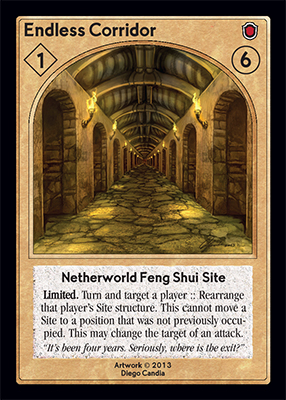 Endless Corridor
1
6
Netherworld Feng Shui Site
Limited. Turn and target a player :: Rearrange
that player's Site structure. This cannot move a
Site to a position that was not previously occu-
pied. This may change the target of an attack.
"It's been four years. Seriously, where is the exit?"
Artwork © 2013
Diego Candia